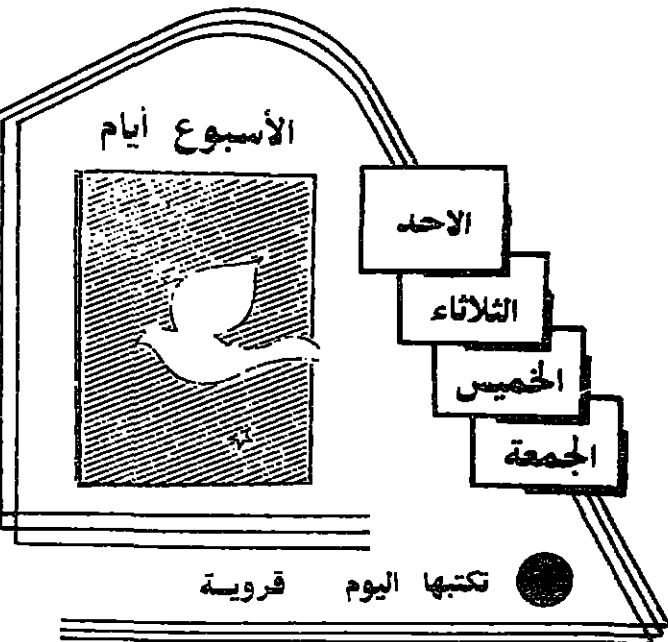 الأسبوع أيام
الاحد
الثلاثاء
الخميس
الجمعة
تكتبها اليوم قروية